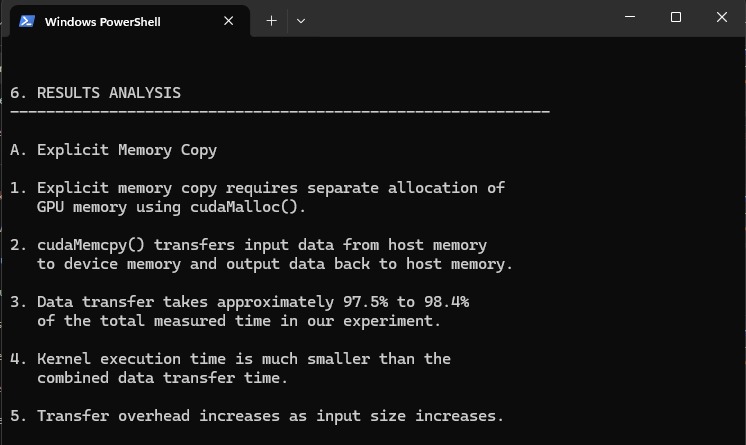 Windows PowerShell
6. RESULTS ANALYSIS
------------------------------------------------------------
A. Explicit Memory Copy
1. Explicit memory copy requires separate allocation of
GPU memory using cudaMalloc().
2. cudaMemcpy() transfers input data from host memory
to device memory and output data back to host memory.
3. Data transfer takes approximately 97.5% to 98.4%
of the total measured time in our experiment.
4. Kernel execution time is much smaller than the
combined data transfer time.
5. Transfer overhead increases as input size increases.